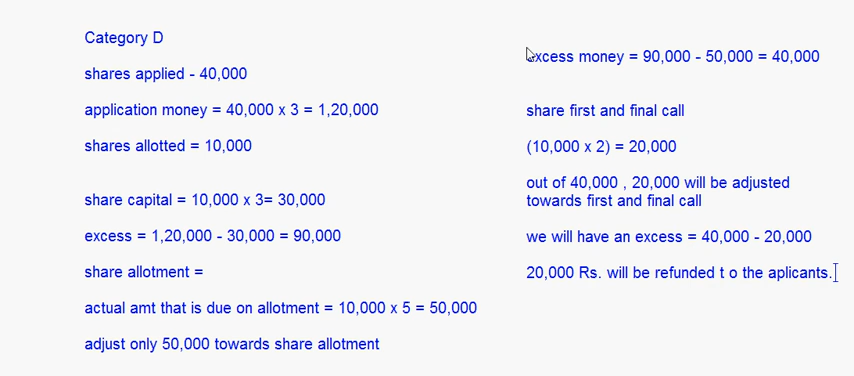 Category D
shares applied - 40,000
application money = 40,000 x 3 = 1,20,000
shares allotted = 10,000
share capital = 10,000 x 3= 30,000
excess = 1,20,000 - 30,000 = 90,000
share allotment =
actual amt that is due on allotment = 10,000 x 5 = 50,000
adjust only 50,000 towards share allotment
excess money = 90,000 - 50,000 = 40,000
share first and final call
(10,000 x 2) = 20,000
out of 40,000 , 20,000 will be adjusted
towards first and final call
we will have an excess = 40,000 - 20,000
20,000 Rs. will be refunded t o the aplicants.